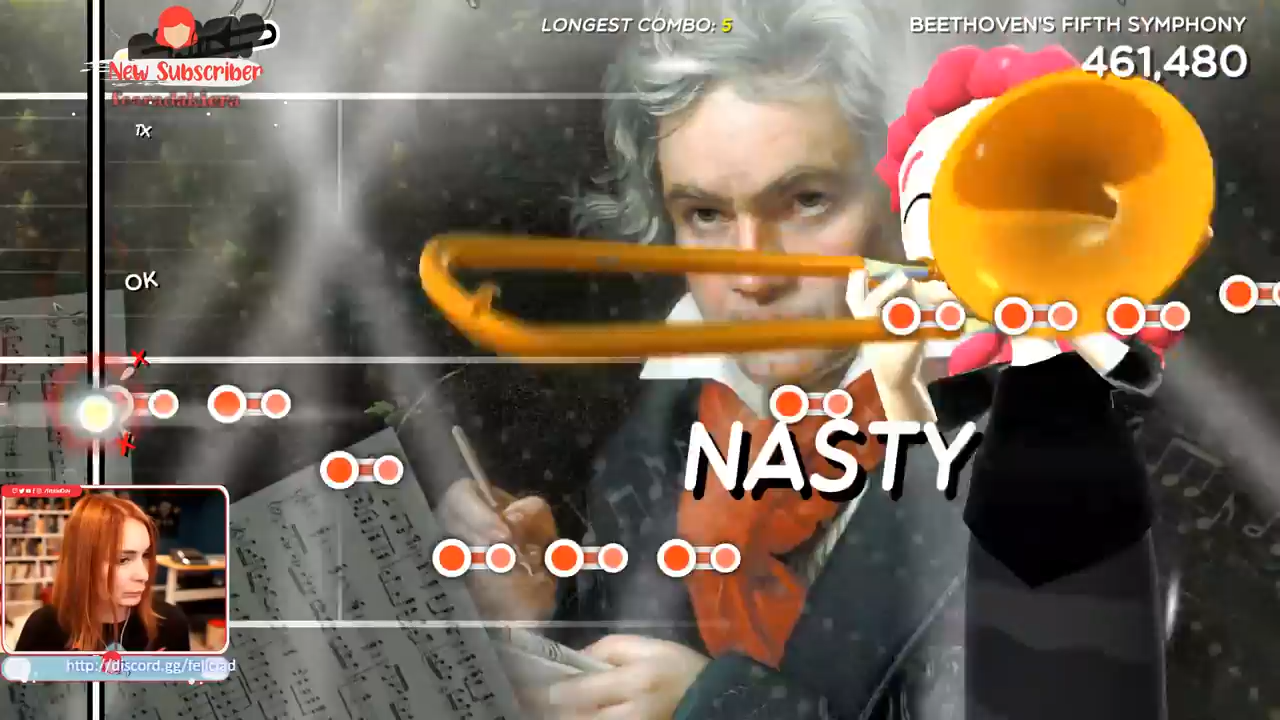 LONGEST COMBO: 5
BEETHOVEN'S FIFTH SYMPHONY
461,480
New Subscriber
1x
OK
NASTY
http://discord.gg/feliciad